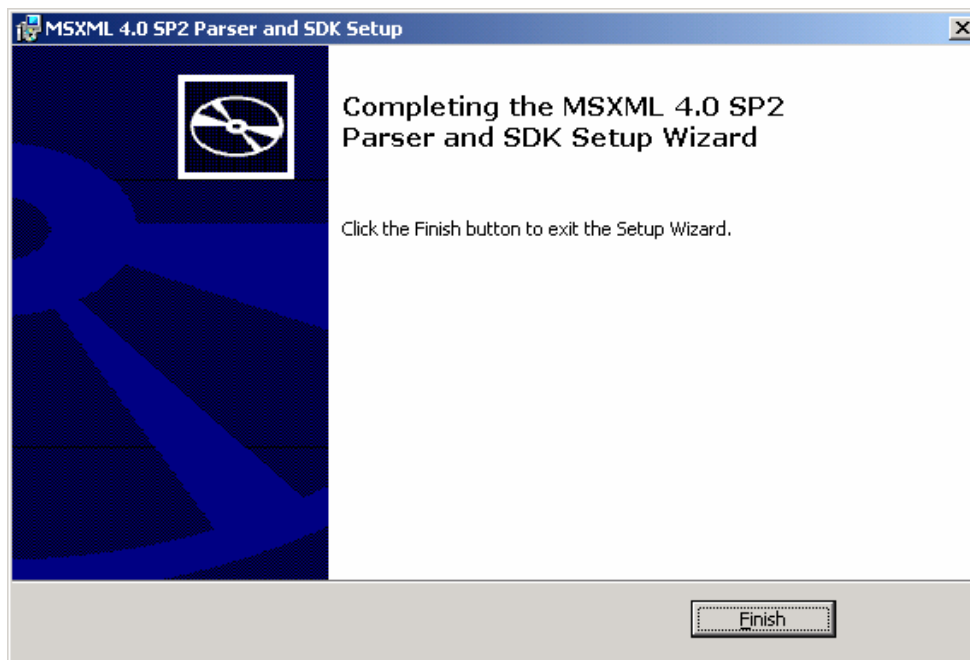 MSXML 4.0 SP2 Parser and SDK Setup
Completing the MSXML 4.0 SP2
Parser and SDK Setup Wizard
Click the Finish button to exit the Setup Wizard.
Finish